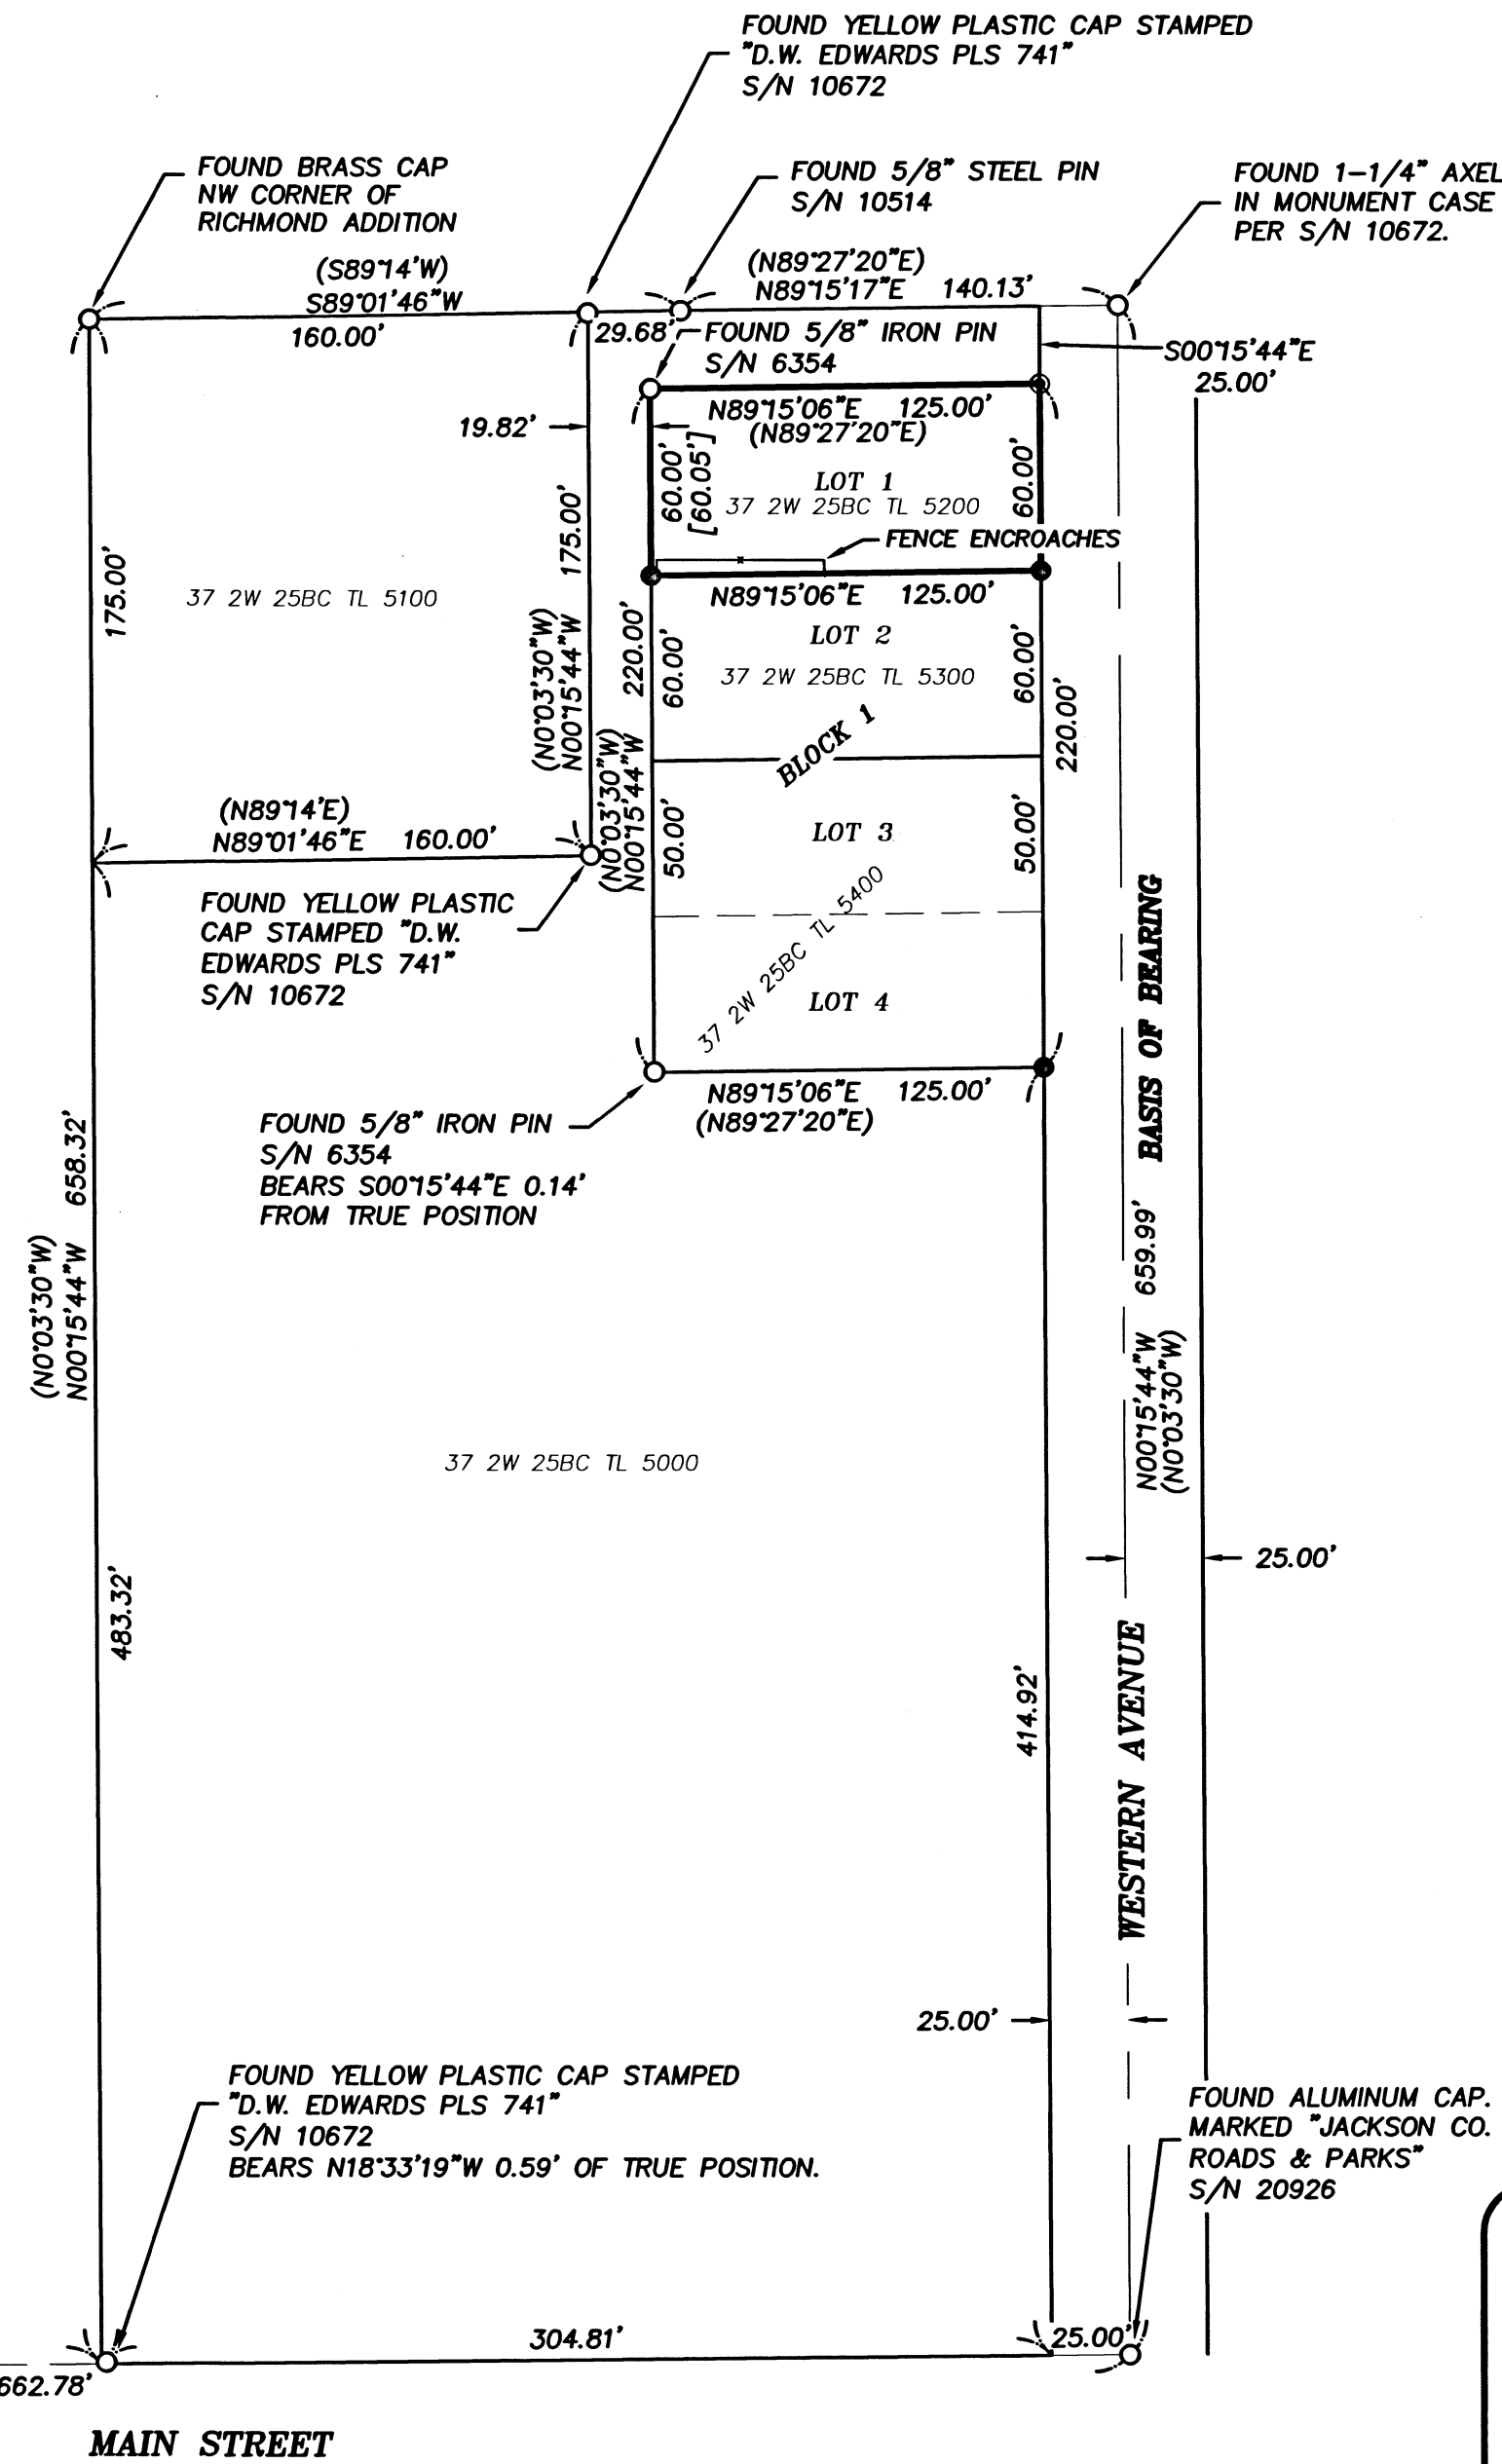 FOUND YELLOW PLASTIC CAP STAMPED
"D.W. EDWARDS PLS 741"
S/N 10672
FOUND BRASS CAP
NW CORNER OF
RICHMOND ADDITION
FOUND 5/8" STEEL PIN
S/N 10514
FOUND 1-1/4" AXEL
IN MONUMENT CASE
PER S/N 10672.
(S89°14'W)
S89°01'46"W
160.00'
(N89°27'20"E)
N89°15'17"E 140.13'
29.68'
FOUND 5/8" IRON PIN
S/N 6354
S00°15'44"E
25.00'
N89°15'06"E 125.00'
(N89°27'20"E)
19.82'
60.00'
[60.05']
60.00'
LOT 1
37 2W 25BC TL 5200
FENCE ENCROACHES
N89°15'06"E 125.00'
175.00'
37 2W 25BC TL 5100
175.00'
(N0°03'30"W)
N00°15'44"W
220.00'
(N0°03'30"W)
N00°15'44"W
60.00'
LOT 2
37 2W 25BC TL 5300
60.00'
220.00'
BLOCK 1
50.00'
LOT 3
50.00'
37 2W 25BC TL 5400
LOT 4
(N89°14'E)
N89°01'46"E 160.00'
FOUND YELLOW PLASTIC
CAP STAMPED "D.W.
EDWARDS PLS 741"
S/N 10672
N89°15'06"E 125.00'
(N89°27'20"E)
FOUND 5/8" IRON PIN
S/N 6354
BEARS S00°15'44"E 0.14'
FROM TRUE POSITION
(N0°03'30"W)
N00°15'44"W 658.32'
BASIS OF BEARING
N00°15'44"W 659.99'
(N0°03'30"W)
37 2W 25BC TL 5000
25.00'
483.32'
414.92'
WESTERN AVENUE
25.00'
FOUND YELLOW PLASTIC CAP STAMPED
"D.W. EDWARDS PLS 741"
S/N 10672
BEARS N18°33'19"W 0.59' OF TRUE POSITION.
FOUND ALUMINUM CAP.
MARKED "JACKSON CO.
ROADS & PARKS"
S/N 20926
304.81'
25.00'
662.78'
MAIN STREET